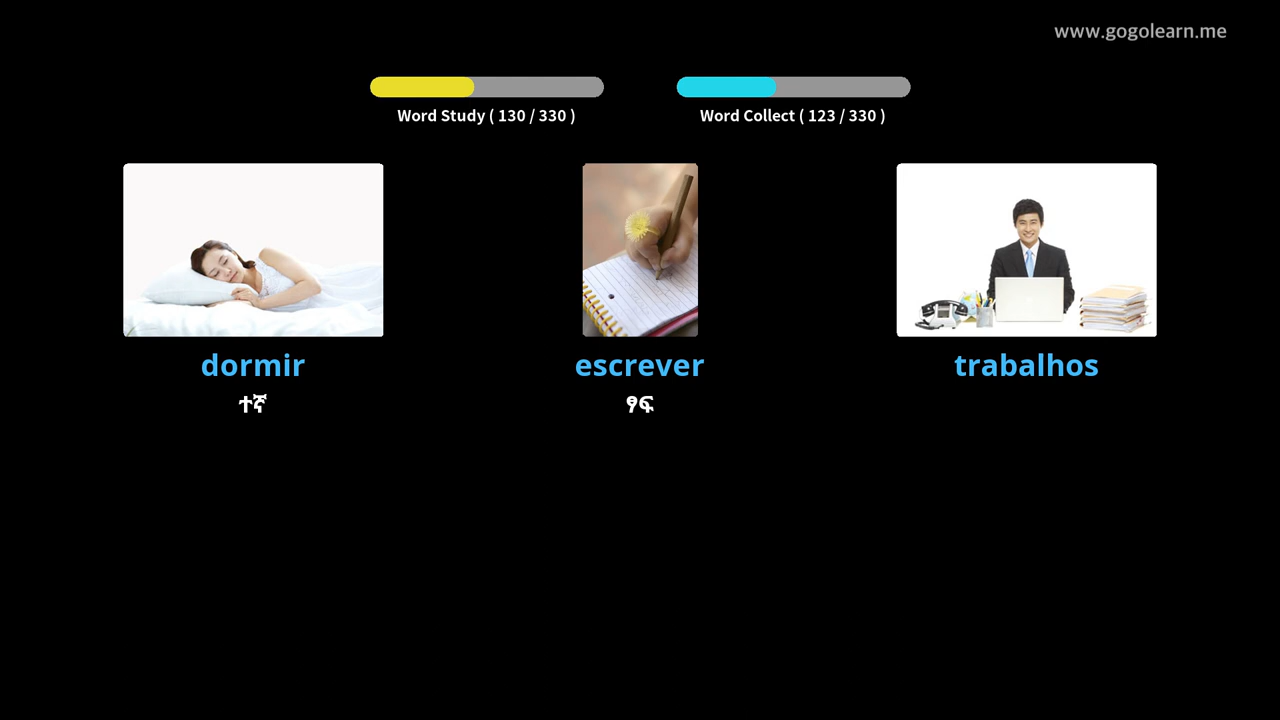 www.gogolearn.me
Word Study ( 130 / 330 )
Word Collect ( 123 / 330 )
dormir
escrever
trabalhos
ተኛ
ፃፍ